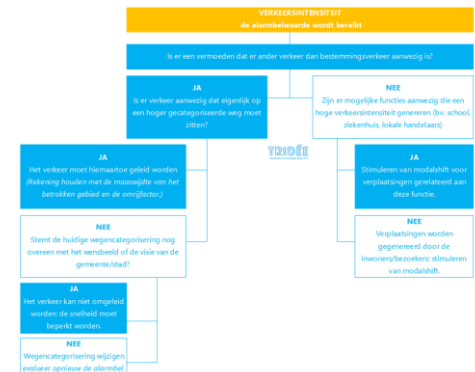 VERKEERSINTENSITEIT
de alarmbelwaarde wordt bereikt
Is er een vermoeden dat er ander verkeer dan bestemmingsverkeer aanwezig is?
JA
Is er verkeer aanwezig dat eigenlijk op
een hoger gecategoriseerde weg moet
zitten?
NEE
Zijn er mogelijke functies aanwezig die een
hoge verkeersintensiteit genereren (bv. school,
ziekenhuis, lokale handelaars)
TRIDÉE
JA
Het verkeer moet hiernaartoe geleid worden
(Rekening houden met de maaswijdte van het
betrokken gebied en de omrijfactor.)
JA
Stimuleren van modalshift voor
verplaatsingen gerelateerd aan
deze functie.
NEE
Stemt de huidige wegencategorisering nog
overeen met het wensbeeld of de visie van de
gemeente/stad?
NEE
Verplaatsingen worden
gegenereerd door de
inwoners/bezoekers: stimuleren
van modalshift.
JA
Het verkeer kan niet omgeleid
worden: de snelheid moet
beperkt worden.
NEE
Wegencategorisering wijzigen
evalueer opnieuw de alarmbel